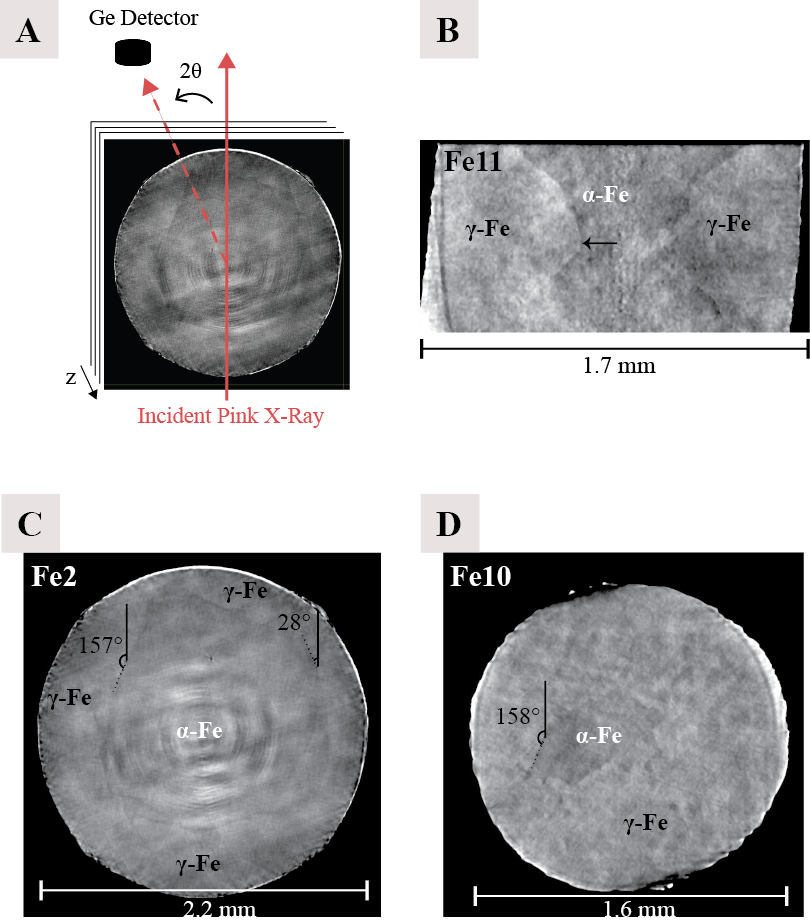 A
Ge Detector
2θ
z
Incident Pink X-Ray
B
Fe11
α-Fe
γ-Fe
γ-Fe
1.7 mm
C
Fe2
γ-Fe
157°
28°
γ-Fe
α-Fe
γ-Fe
2.2 mm
D
Fe10
158°
α-Fe
γ-Fe
1.6 mm